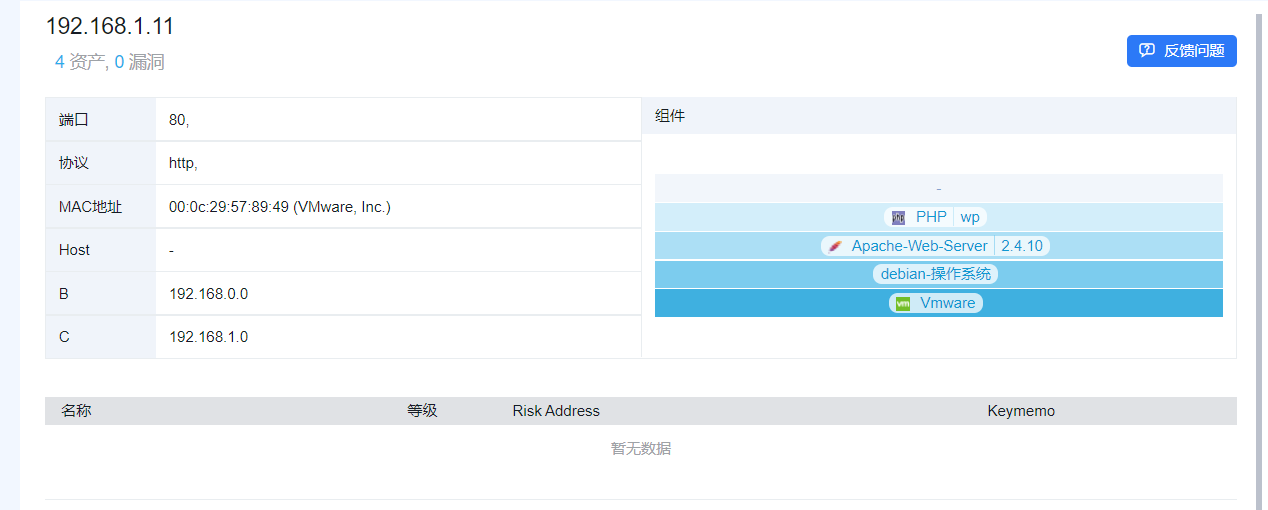 192.168.1.11
4 资产, 0 漏洞
反馈问题
端口 80,
协议 http,
MAC地址 00:0c:29:57:89:49 (VMware, Inc.)
Host -
B 192.168.0.0
C 192.168.1.0
组件
-
PHP wp
Apache-Web-Server 2.4.10
debian-操作系统
vm Vmware
名称 等级 Risk Address Keymemo
暂无数据